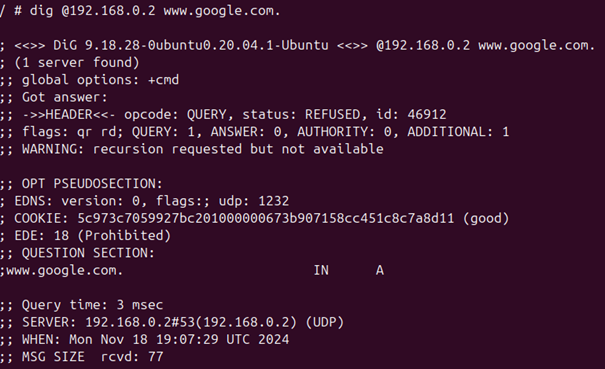 / # dig @192.168.0.2 www.google.com.
; <<>> DiG 9.18.28-0ubuntu0.20.04.1-Ubuntu <<>> @192.168.0.2 www.google.com.
; (1 server found)
;; global options: +cmd
;; Got answer:
;; ->>HEADER<<- opcode: QUERY, status: REFUSED, id: 46912
;; flags: qr rd; QUERY: 1, ANSWER: 0, AUTHORITY: 0, ADDITIONAL: 1
;; WARNING: recursion requested but not available
;; OPT PSEUDOSECTION:
; EDNS: version: 0, flags:; udp: 1232
; COOKIE: 5c973c7059927bc201000000673b907158cc451c8c7a8d11 (good)
; EDE: 18 (Prohibited)
;; QUESTION SECTION:
;www.google.com. IN A
;; Query time: 3 msec
;; SERVER: 192.168.0.2#53(192.168.0.2) (UDP)
;; WHEN: Mon Nov 18 19:07:29 UTC 2024
;; MSG SIZE rcvd: 77